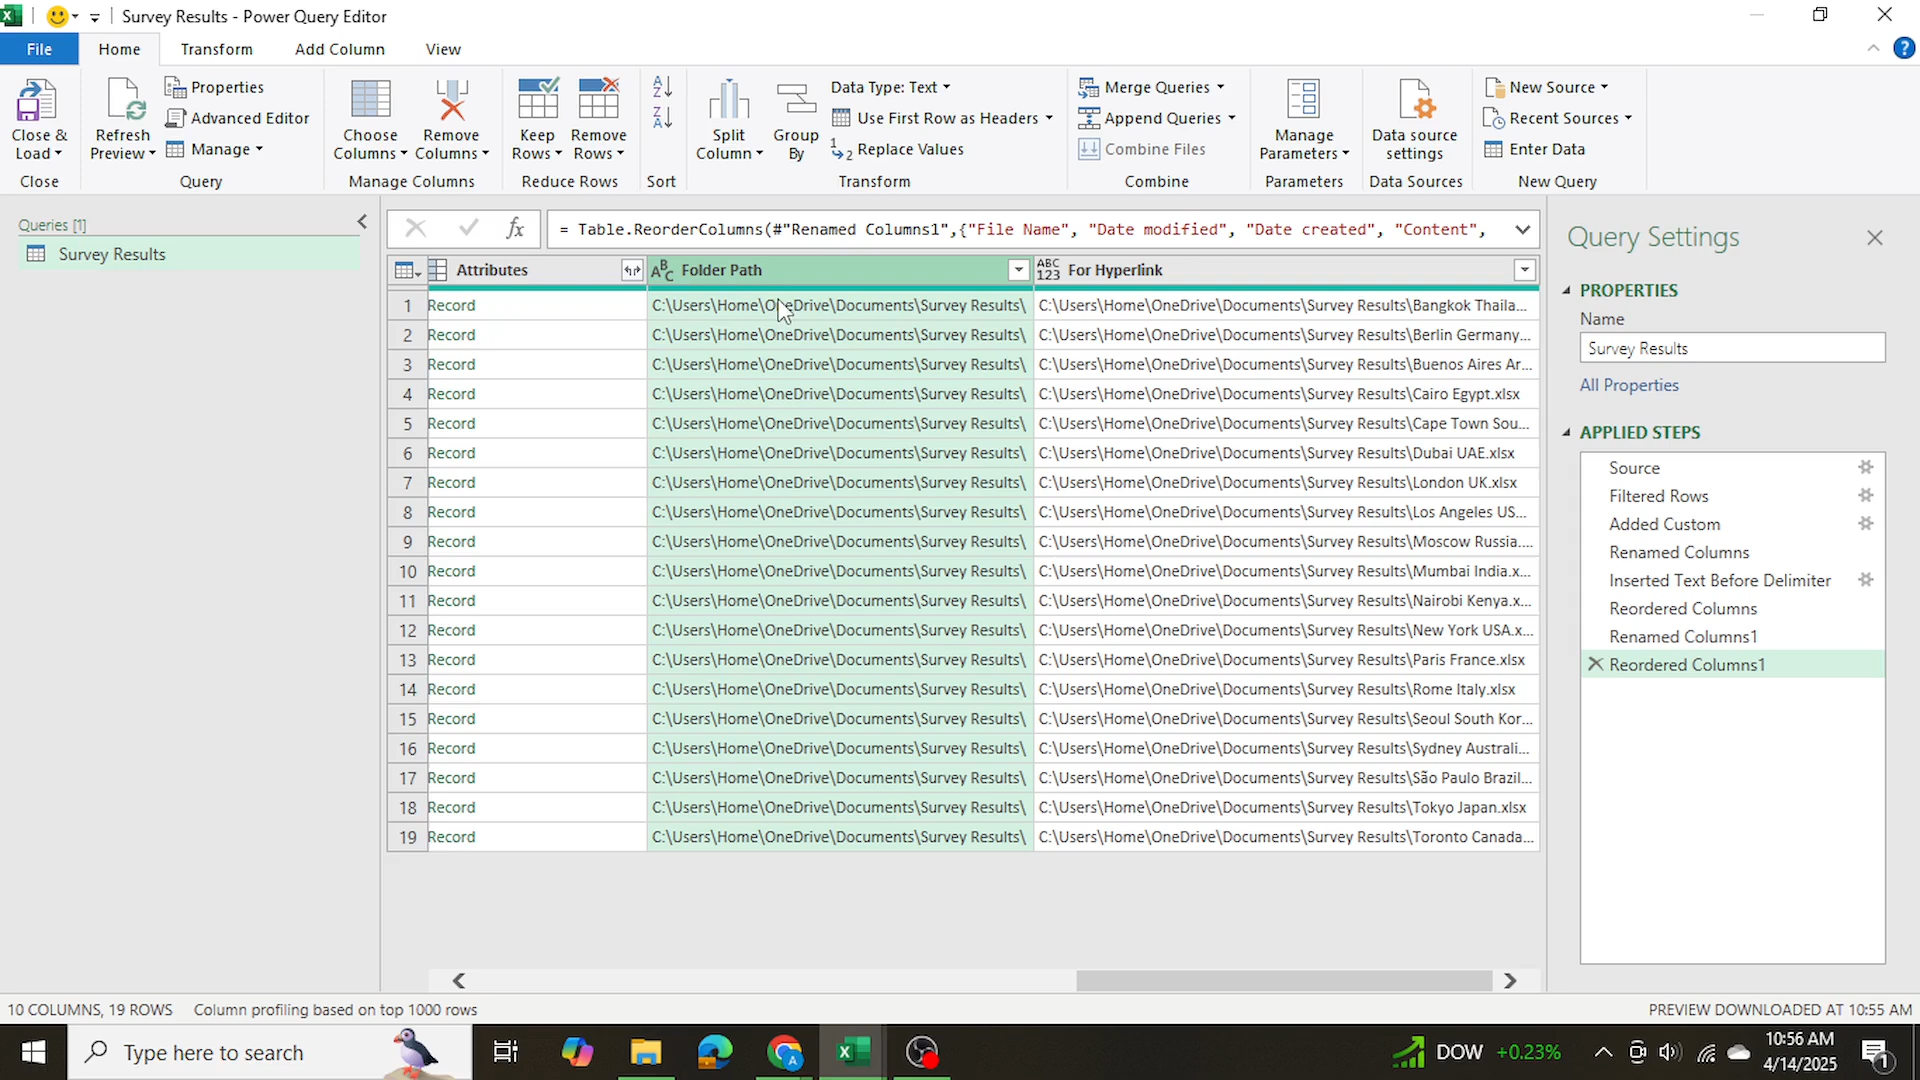 Survey Results - Power Query Editor
File
Home
Transform
Add Column
View
Close & Load
Close
Refresh Preview
Properties
Advanced Editor
Manage
Query
Choose Columns
Remove Columns
Manage Columns
Keep Rows
Remove Rows
Reduce Rows
A Z
Z A
Sort
Split Column
Group By
Data Type: Text
Use First Row as Headers
1 2 Replace Values
Transform
Merge Queries
Append Queries
Combine Files
Combine
Manage Parameters
Parameters
Data source settings
Data Sources
New Source
Recent Sources
Enter Data
New Query
Queries [1]
Survey Results
fx
= Table.ReorderColumns(#"Renamed Columns1",{"File Name", "Date modified", "Date created", "Content",
Attributes
ABC Folder Path
ABC 123 For Hyperlink
1 Record C:\Users\Home\OneDrive\Documents\Survey Results\ C:\Users\Home\OneDrive\Documents\Survey Results\Bangkok Thaila...
2 Record C:\Users\Home\OneDrive\Documents\Survey Results\ C:\Users\Home\OneDrive\Documents\Survey Results\Berlin Germany...
3 Record C:\Users\Home\OneDrive\Documents\Survey Results\ C:\Users\Home\OneDrive\Documents\Survey Results\Buenos Aires Ar...
4 Record C:\Users\Home\OneDrive\Documents\Survey Results\ C:\Users\Home\OneDrive\Documents\Survey Results\Cairo Egypt.xlsx
5 Record C:\Users\Home\OneDrive\Documents\Survey Results\ C:\Users\Home\OneDrive\Documents\Survey Results\Cape Town Sou...
6 Record C:\Users\Home\OneDrive\Documents\Survey Results\ C:\Users\Home\OneDrive\Documents\Survey Results\Dubai UAE.xlsx
7 Record C:\Users\Home\OneDrive\Documents\Survey Results\ C:\Users\Home\OneDrive\Documents\Survey Results\London UK.xlsx
8 Record C:\Users\Home\OneDrive\Documents\Survey Results\ C:\Users\Home\OneDrive\Documents\Survey Results\Los Angeles US...
9 Record C:\Users\Home\OneDrive\Documents\Survey Results\ C:\Users\Home\OneDrive\Documents\Survey Results\Moscow Russia....
10 Record C:\Users\Home\OneDrive\Documents\Survey Results\ C:\Users\Home\OneDrive\Documents\Survey Results\Mumbai India.x...
11 Record C:\Users\Home\OneDrive\Documents\Survey Results\ C:\Users\Home\OneDrive\Documents\Survey Results\Nairobi Kenya.x...
12 Record C:\Users\Home\OneDrive\Documents\Survey Results\ C:\Users\Home\OneDrive\Documents\Survey Results\New York USA.x...
13 Record C:\Users\Home\OneDrive\Documents\Survey Results\ C:\Users\Home\OneDrive\Documents\Survey Results\Paris France.xlsx
14 Record C:\Users\Home\OneDrive\Documents\Survey Results\ C:\Users\Home\OneDrive\Documents\Survey Results\Rome Italy.xlsx
15 Record C:\Users\Home\OneDrive\Documents\Survey Results\ C:\Users\Home\OneDrive\Documents\Survey Results\Seoul South Kor...
16 Record C:\Users\Home\OneDrive\Documents\Survey Results\ C:\Users\Home\OneDrive\Documents\Survey Results\Sydney Australi...
17 Record C:\Users\Home\OneDrive\Documents\Survey Results\ C:\Users\Home\OneDrive\Documents\Survey Results\São Paulo Brazil...
18 Record C:\Users\Home\OneDrive\Documents\Survey Results\ C:\Users\Home\OneDrive\Documents\Survey Results\Tokyo Japan.xlsx
19 Record C:\Users\Home\OneDrive\Documents\Survey Results\ C:\Users\Home\OneDrive\Documents\Survey Results\Toronto Canada...
Query Settings
PROPERTIES
Name
Survey Results
All Properties
APPLIED STEPS
Source
Filtered Rows
Added Custom
Renamed Columns
Inserted Text Before Delimiter
Reordered Columns
Renamed Columns1
Reordered Columns1
10 COLUMNS, 19 ROWS
Column profiling based on top 1000 rows
PREVIEW DOWNLOADED AT 10:55 AM
Type here to search
DOW +0.23%
10:56 AM
4/14/2025
1